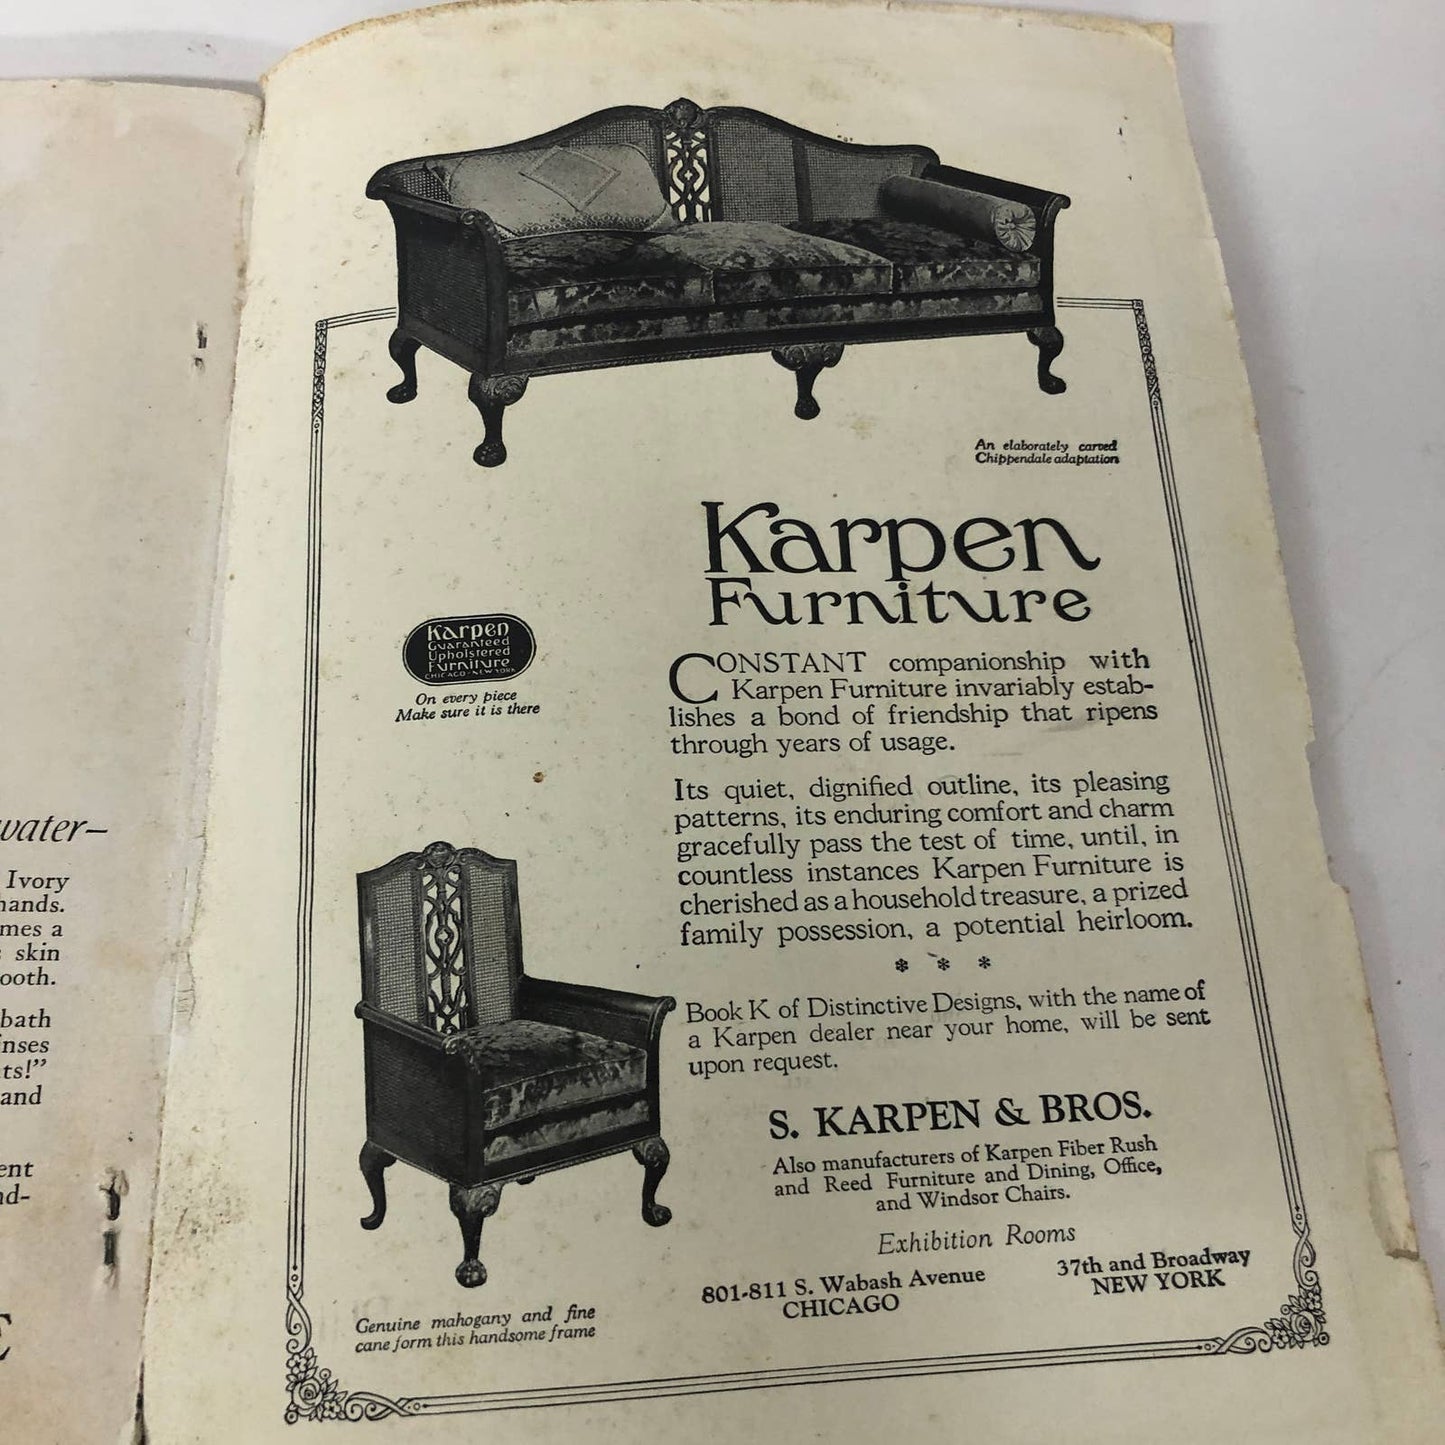 water—
Ivory
hands.
mes a
skin
ooth.
bath
inses
ts!"
and
ent
nd-
E
An elaborately carved
Chippendale adaptation
Karpen
Furniture
Karpen
Guaranteed
Upholstered
Furniture
CHICAGO - NEW YORK
On every piece
Make sure it is there
CONSTANT companionship with
Karpen Furniture invariably estab-
lishes a bond of friendship that ripens
through years of usage.
Its quiet, dignified outline, its pleasing
patterns, its enduring comfort and charm
gracefully pass the test of time, until, in
countless instances Karpen Furniture is
cherished as a household treasure, a prized
family possession, a potential heirloom.
* * *
Book K of Distinctive Designs, with the name of
a Karpen dealer near your home, will be sent
upon request.
S. KARPEN & BROS.
Also manufacturers of Karpen Fiber Rush
and Reed Furniture and Dining, Office,
and Windsor Chairs.
Exhibition Rooms
801-811 S. Wabash Avenue
CHICAGO
37th and Broadway
NEW YORK
Genuine mahogany and fine
cane form this handsome frame